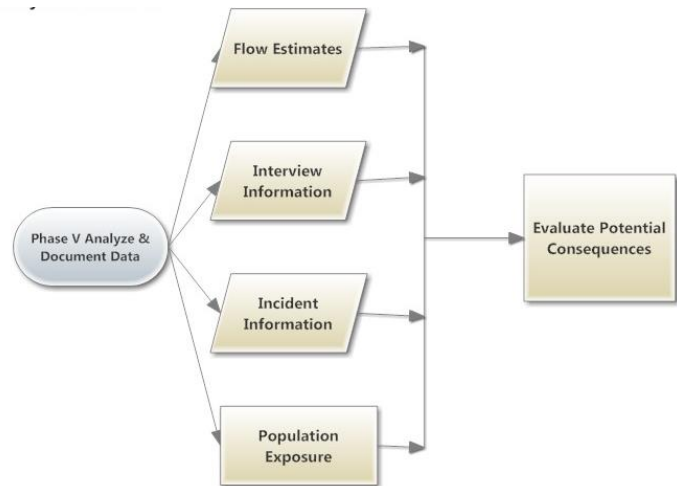 Flow Estimates
Interview
Information
Phase V Analyze &
Document Data
Evaluate Potential
Consequences
Incident
Information
Population
Exposure